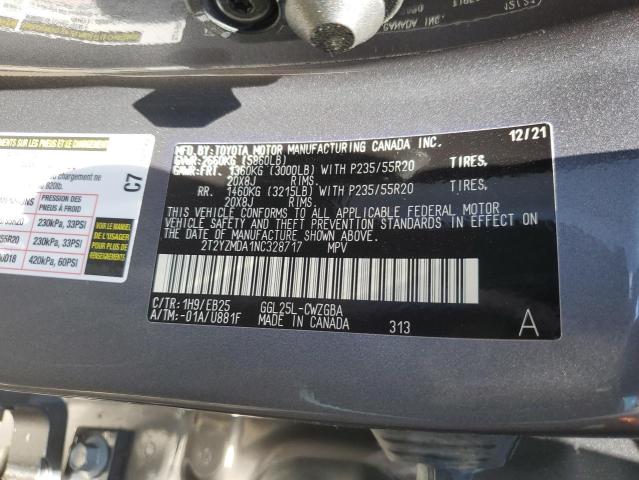 MFD. BY: TOYOTA MOTOR MANUFACTURING CANADA INC. 12/21
GVWR: 2660KG (5860LB)
GAWR: FRT. 1360KG (3000LB) WITH P235/55R20 TIRES.
20X8J RIMS.
RR. 1460KG (3215LB) WITH P235/55R20 TIRES.
20X8J RIMS.
THIS VEHICLE CONFORMS TO ALL APPLICABLE FEDERAL MOTOR
VEHICLE SAFETY AND THEFT PREVENTION STANDARDS IN
EFFECT ON THE DATE OF MANUFACTURE SHOWN ABOVE.
2T2YZMDA1NC328717 MPV
C/TR: 1H9/EB25 GGL25L-CWZGBA
A/TM: -01A/U881F MADE IN CANADA 313 A
C7
chargement ne
920lb.
PRESSION DES
PNEUS À FROID
230kPa, 33PSI
230kPa, 33PSI
420kPa, 60PSI
VOIR LE MANUEL
DE L'USAGER
POUR PLUS DE
RENSEIGNEMENTS